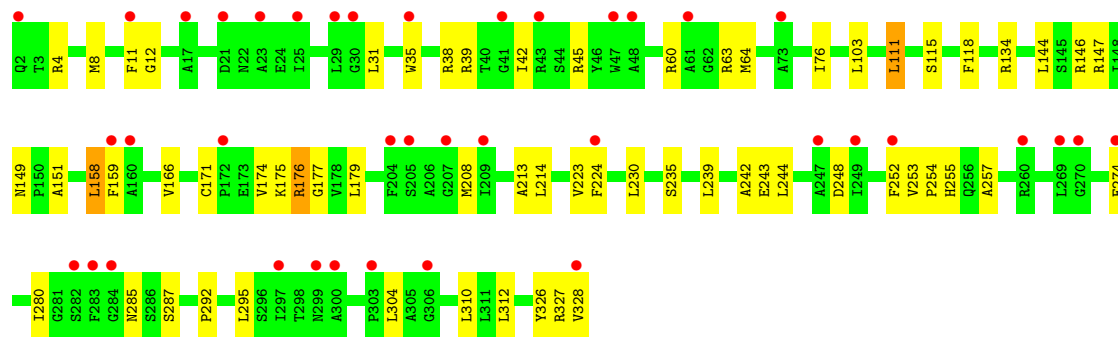 Q2 T3 R4 M8 F11 G12 A17 D21 N22 A23 E24 I25 L29 G30 L31 W35 R38 R39 T40 G41 I42 R43 S44 R45 Y46 W47 A48 R60 A61 G62 R63 M64 A73 I76 L103 L111 S115 F118 R134 L144 S145 R146 R147 I148
N149 P150 A151 L158 F159 A160 V166 C171 P172 E173 V174 K175 R176 G177 V178 L179 F204 S205 A206 G207 M208 I209 A213 L214 V223 F224 L230 S235 L239 A242 E243 L244 A247 D248 I249 F252 V253 P254 H255 Q256 A257 R260 L269 G270
I280 G281 S282 F283 G284 N285 S286 S287 P292 L295 S296 I297 T298 N299 A300 P303 L304 A305 G306 L310 L311 L312 Y326 R327 V328